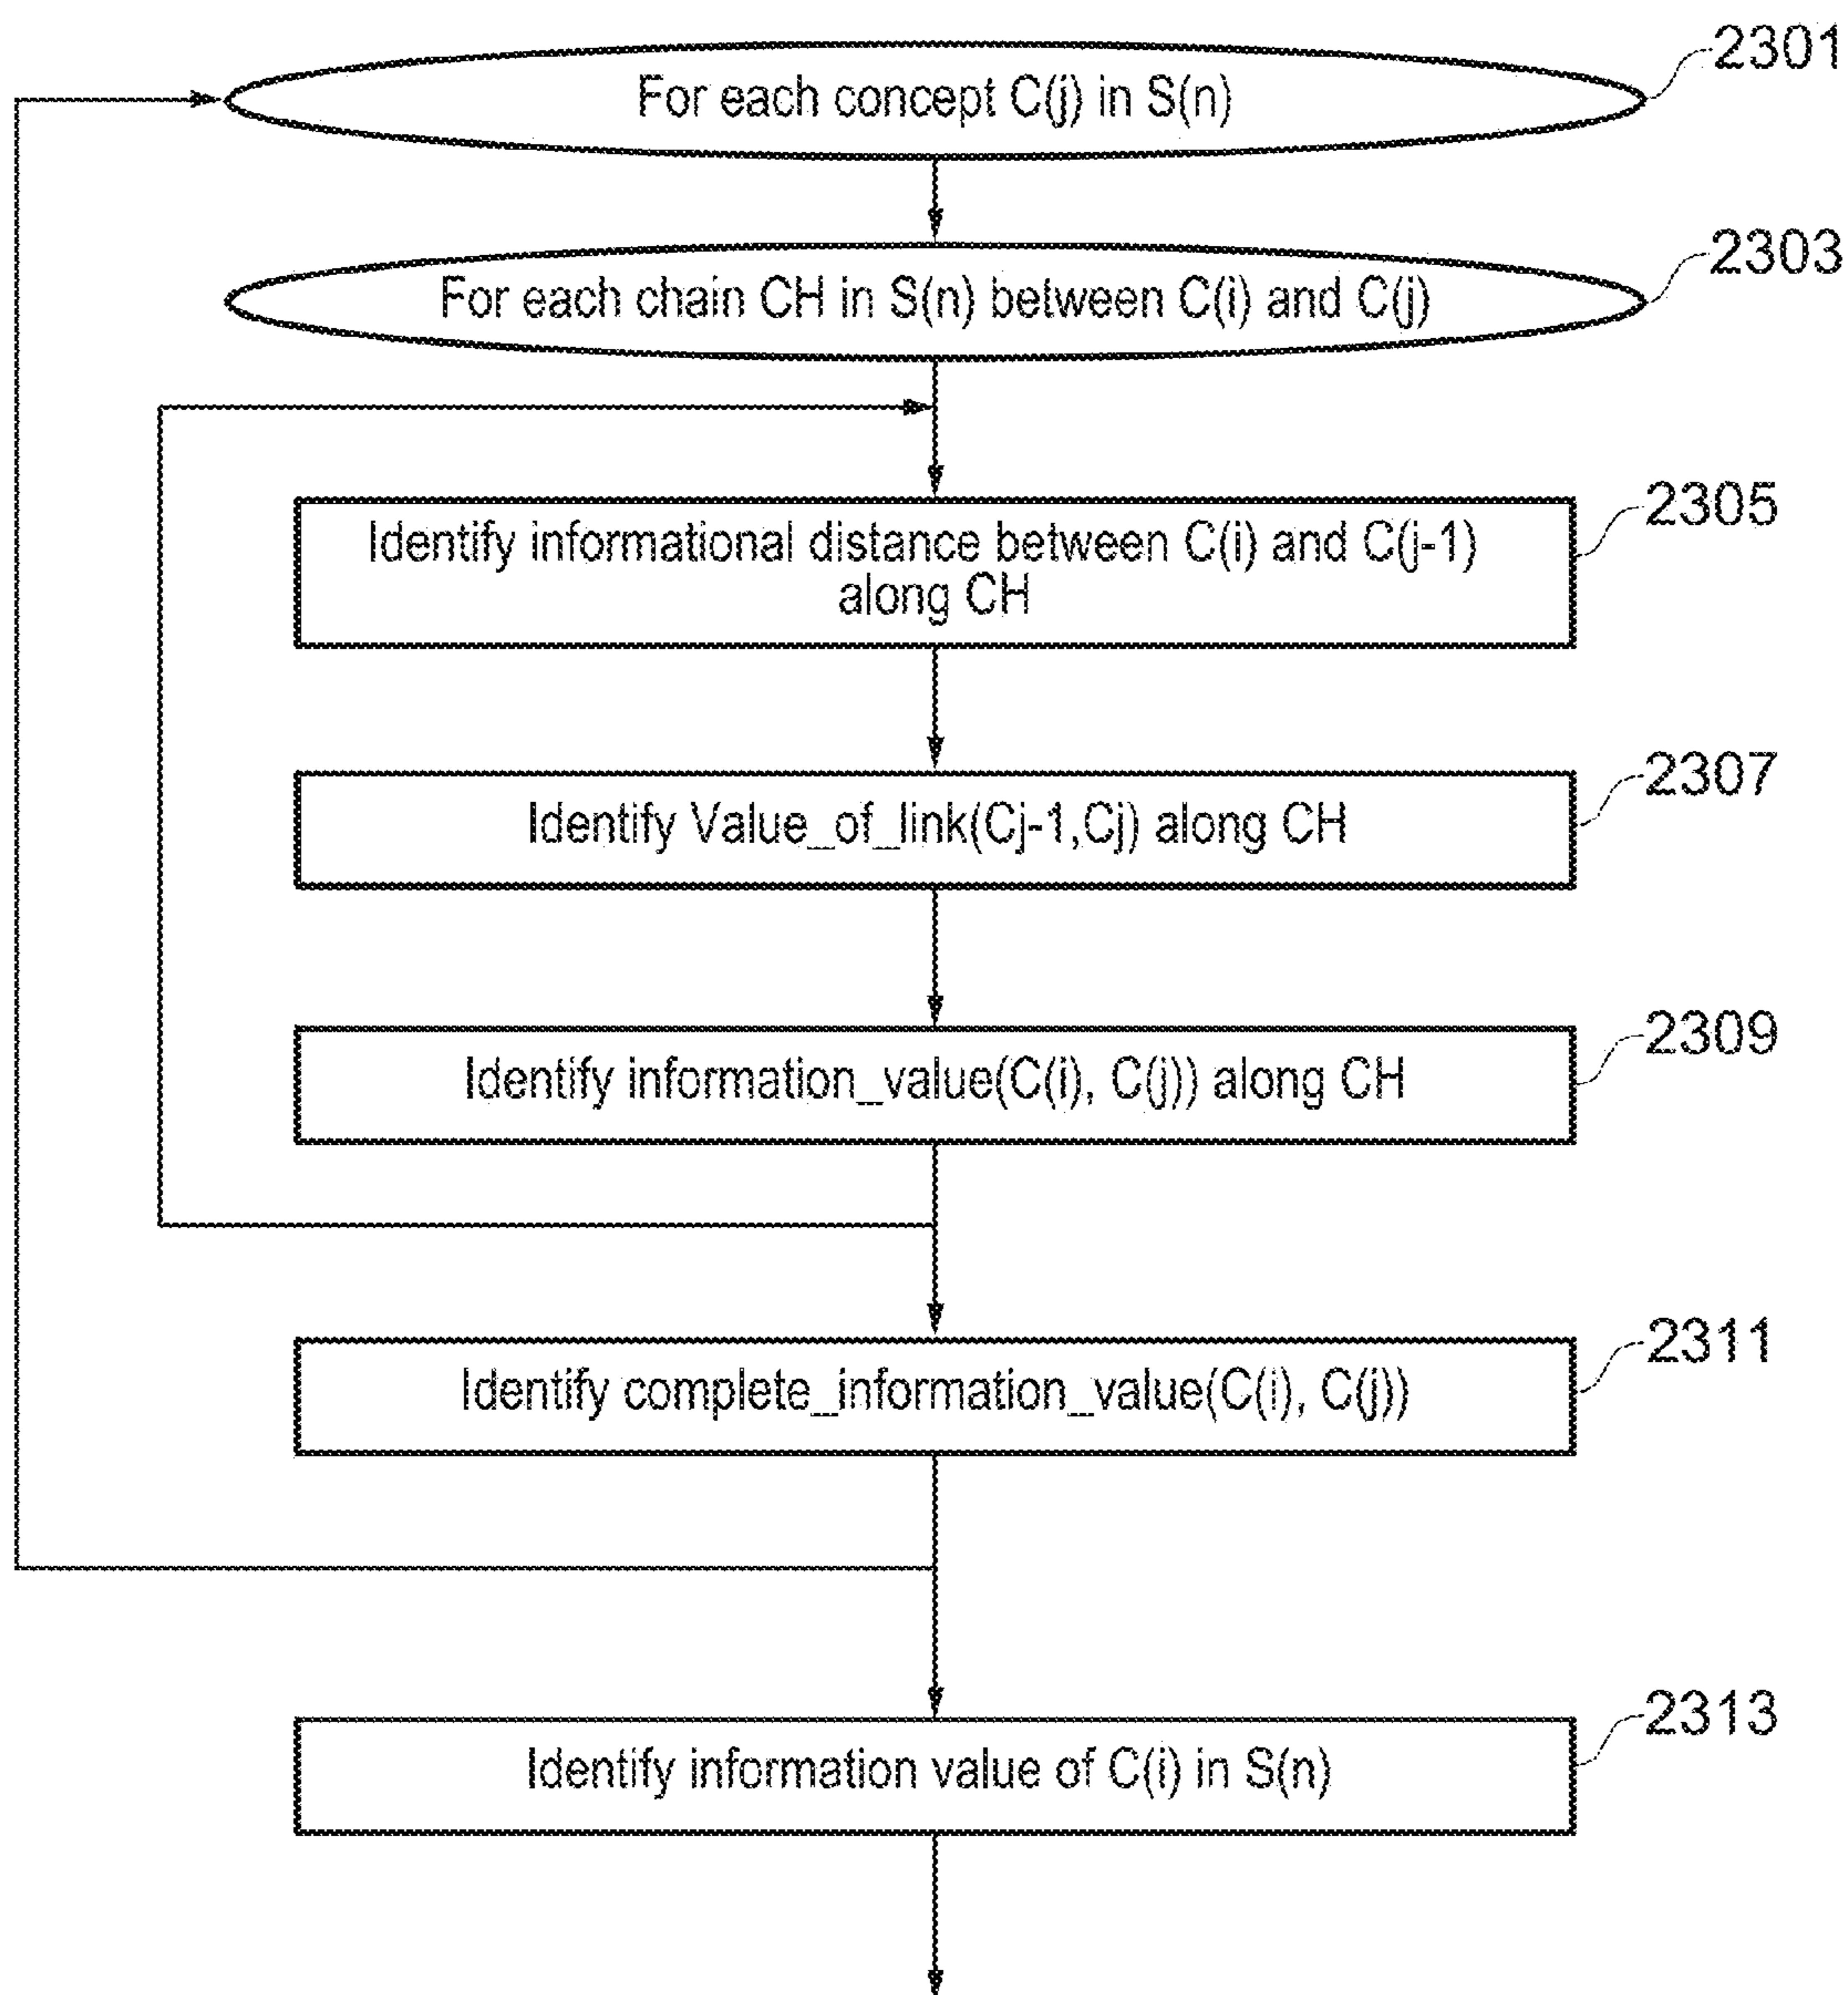 For each concept C(j) in S(n)
2301
For each chain CH in S(n) between C(i) and C(j)
2303
Identify informational distance between C(i) and C(j-1)
along CH
2305
Identify Value_of_link(Cj-1,Cj) along CH
2307
Identify information_value(C(i), C(j)) along CH
2309
Identify complete_information_value(C(i), C(j))
2311
Identify information value of C(i) in S(n)
2313